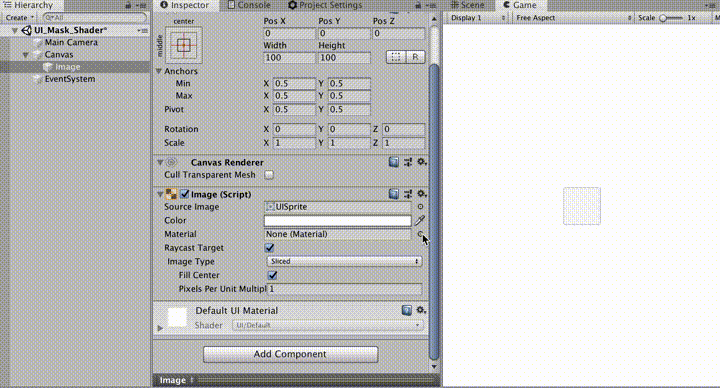 Hierarchy
Create
All
UI_Mask_Shader*
Main Camera
Canvas
Image
EventSystem
Inspector
Console
Project Settings
center
middle
Pos X Pos Y Pos Z
0 0 0
Width Height
100 100
R
Anchors
Min X 0.5 Y 0.5
Max X 0.5 Y 0.5
Pivot X 0.5 Y 0.5
Rotation X 0 Y 0 Z 0
Scale X 1 Y 1 Z 1
Canvas Renderer
Cull Transparent Mesh
Image (Script)
Source Image UISprite
Color
Material None (Material)
Raycast Target
Image Type Sliced
Fill Center
Pixels Per Unit Multipl 1
Default UI Material
Shader UI/Default
Add Component
Image
Scene
Game
Display 1 Free Aspect Scale 1x M